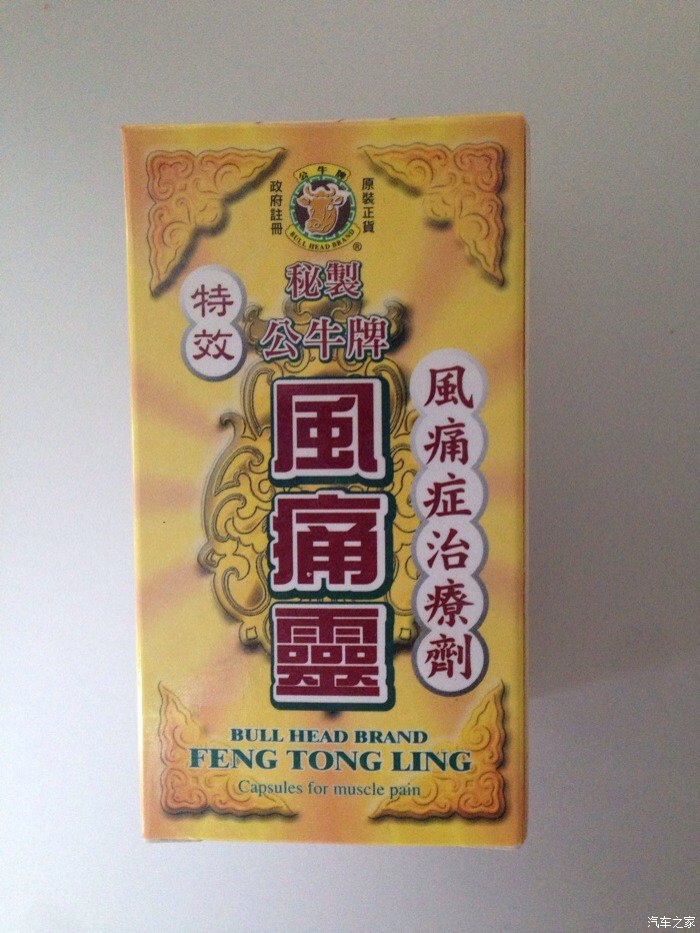 公牛牌
BULL HEAD BRAND
®
政府註冊
原裝正貨
秘製
公牛牌
特效
風痛靈
風痛症治療劑
BULL HEAD BRAND
FENG TONG LING
Capsules for muscle pain
汽车之家